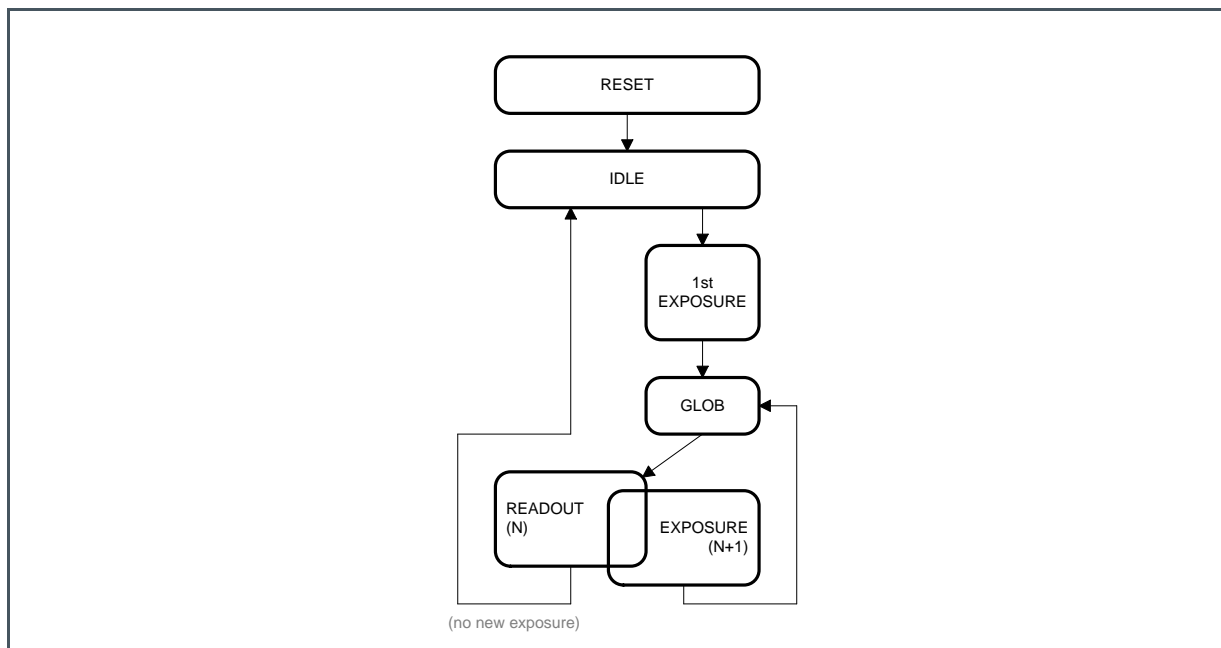 RESET
IDLE
1st
EXPOSURE
GLOB
READOUT
(N)
EXPOSURE
(N+1)
(no new exposure)